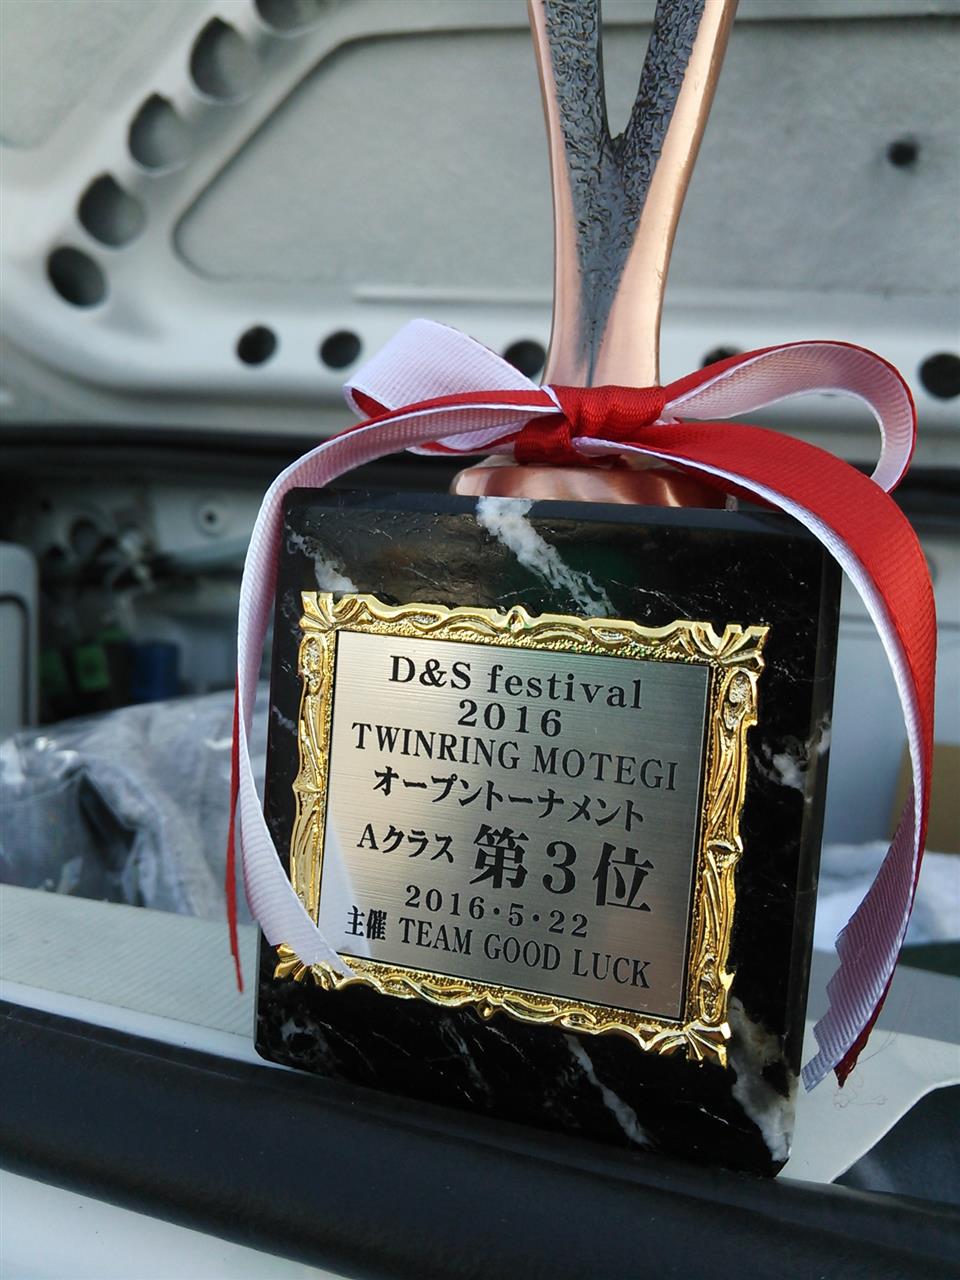 D&S festival
2016
TWINRING MOTEGI
オープントーナメント
Aクラス 第3位
2016・5・22
主催 TEAM GOOD LUCK